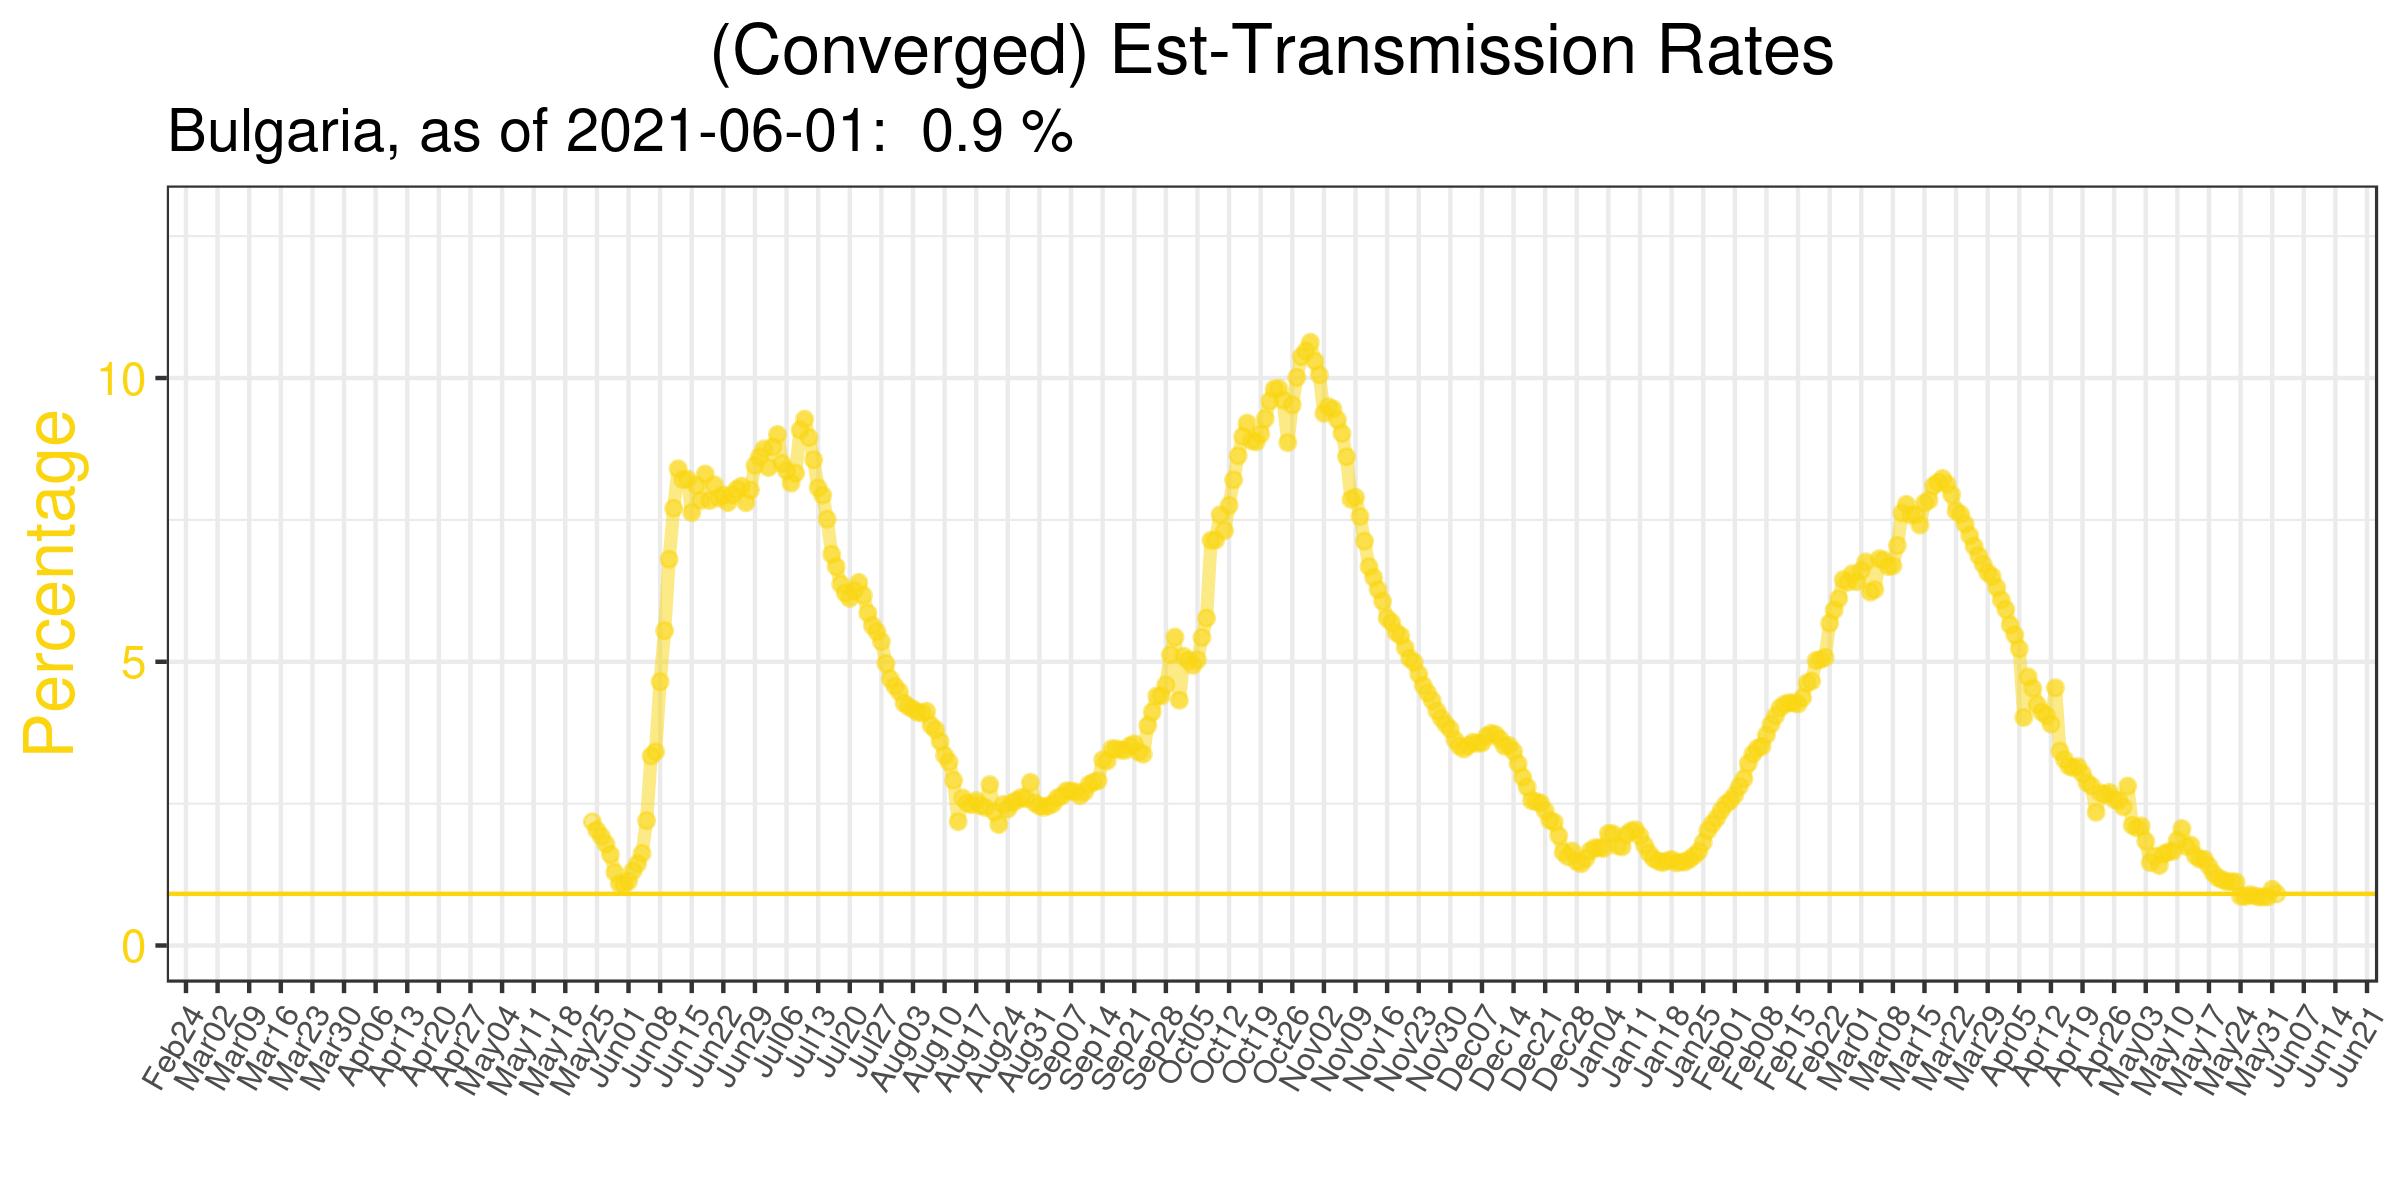 (Converged) Est-Transmission Rates
Bulgaria, as of 2021-06-01:  0.9 %
Percentage
10
5
0
Feb24
Mar02
Mar09
Mar16
Mar23
Mar30
Apr06
Apr13
Apr20
Apr27
May04
May11
May18
May25
Jun01
Jun08
Jun15
Jun22
Jun29
Jul06
Jul13
Jul20
Jul27
Aug03
Aug10
Aug17
Aug24
Aug31
Sep07
Sep14
Sep21
Sep28
Oct05
Oct12
Oct19
Oct26
Nov02
Nov09
Nov16
Nov23
Nov30
Dec07
Dec14
Dec21
Dec28
Jan04
Jan11
Jan18
Jan25
Feb01
Feb08
Feb15
Feb22
Mar01
Mar08
Mar15
Mar22
Mar29
Apr05
Apr12
Apr19
Apr26
May03
May10
May17
May24
May31
Jun07
Jun14
Jun21